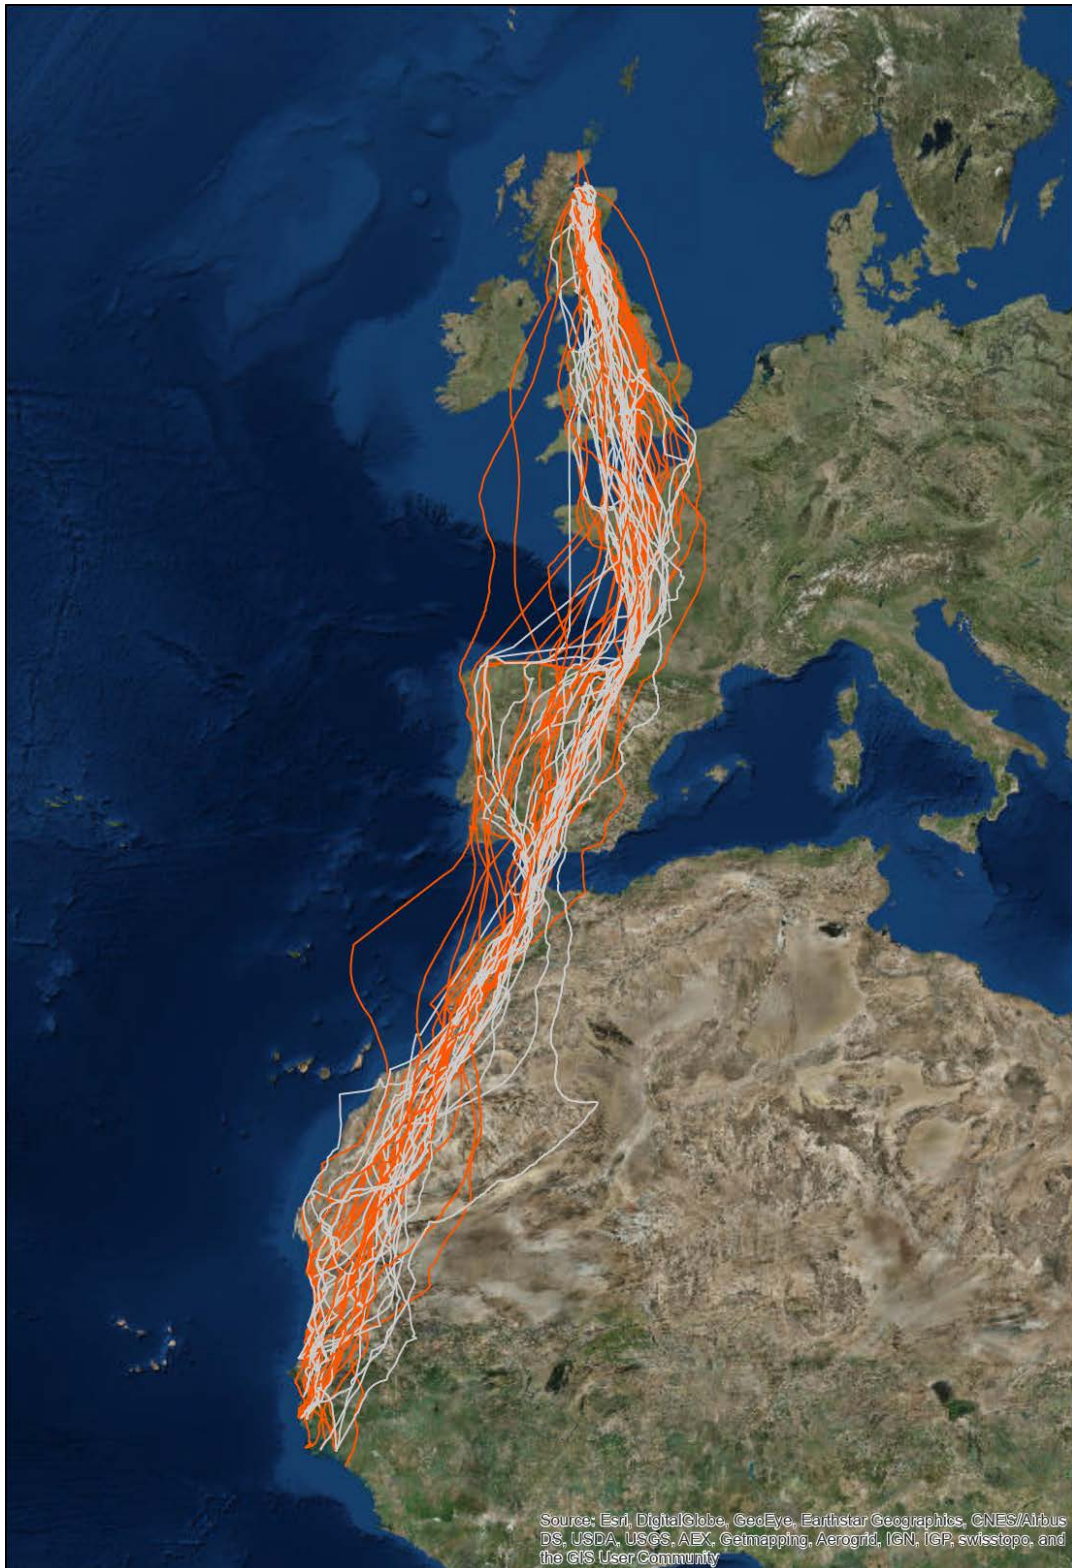 Source: Esri, DigitalGlobe, GeoEye, Earthstar Geographics, CNES/Airbus
DS, USDA, USGS, AEX, Getmapping, Aerogrid, IGN, IGP, swisstopo, and
the GIS User Community